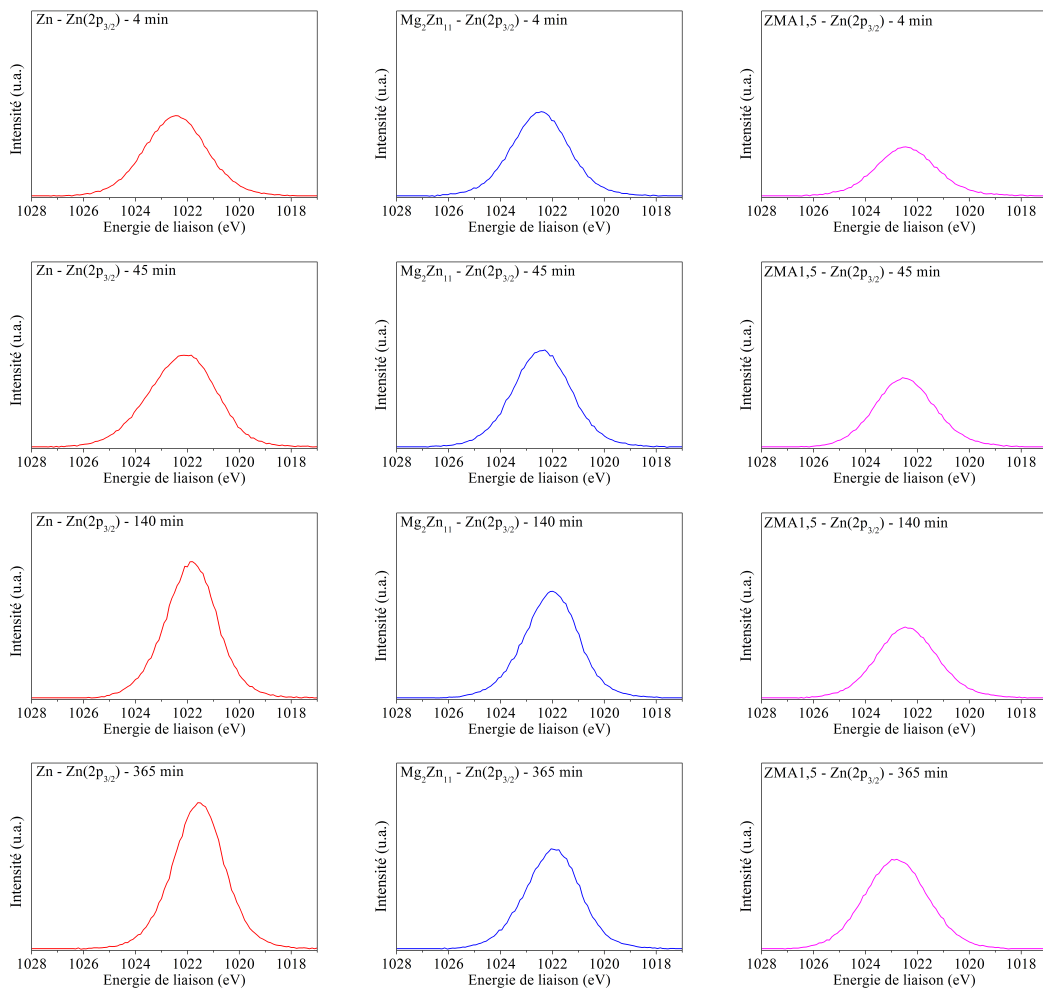 Zn - Zn(2p3/2) - 4 min
Intensité (u.a.)
1028 1026 1024 1022 1020 1018
Energie de liaison (eV)
Mg2Zn11 - Zn(2p3/2) - 4 min
Intensité (u.a.)
1028 1026 1024 1022 1020 1018
Energie de liaison (eV)
ZMA1,5 - Zn(2p3/2) - 4 min
Intensité (u.a.)
1028 1026 1024 1022 1020 1018
Energie de liaison (eV)
Zn - Zn(2p3/2) - 45 min
Intensité (u.a.)
1028 1026 1024 1022 1020 1018
Energie de liaison (eV)
Mg2Zn11 - Zn(2p3/2) - 45 min
Intensité (u.a.)
1028 1026 1024 1022 1020 1018
Energie de liaison (eV)
ZMA1,5 - Zn(2p3/2) - 45 min
Intensité (u.a.)
1028 1026 1024 1022 1020 1018
Energie de liaison (eV)
Zn - Zn(2p3/2) - 140 min
Intensité (u.a.)
1028 1026 1024 1022 1020 1018
Energie de liaison (eV)
Mg2Zn11 - Zn(2p3/2) - 140 min
Intensité (u.a.)
1028 1026 1024 1022 1020 1018
Energie de liaison (eV)
ZMA1,5 - Zn(2p3/2) - 140 min
Intensité (u.a.)
1028 1026 1024 1022 1020 1018
Energie de liaison (eV)
Zn - Zn(2p3/2) - 365 min
Intensité (u.a.)
1028 1026 1024 1022 1020 1018
Energie de liaison (eV)
Mg2Zn11 - Zn(2p3/2) - 365 min
Intensité (u.a.)
1028 1026 1024 1022 1020 1018
Energie de liaison (eV)
ZMA1,5 - Zn(2p3/2) - 365 min
Intensité (u.a.)
1028 1026 1024 1022 1020 1018
Energie de liaison (eV)